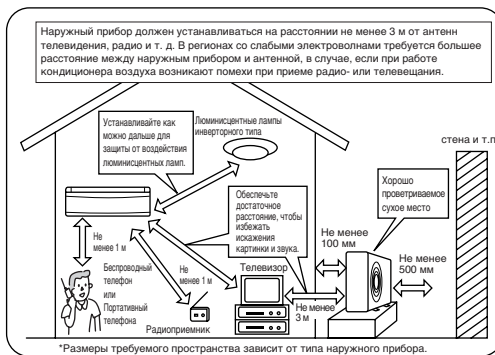 Наружный прибор должен устанавливаться на расстоянии не менее 3 м от антенн
телевидения, радио и т. д. В регионах со слабыми электроволнами требуется большее
расстояние между наружным прибором и антенной, в случае, если при работе
кондиционера воздуха возникают помехи при приеме радио- или телевещания.
Устанавливайте как
можно дальше для
защиты от воздействия
люминисцентных ламп.
Люминисцентные лампы
инверторного типа
стена и т.п
Обеспечьте
достаточное
расстояние, чтобы
избежать
искажения
картинки и звука.
Хорошо
проветриваемое
сухое место
Не
менее 1 м
Не менее
100 мм
Не менее
500 мм
Беспроводный
телефон
или
Портативный
телефона
Не
менее 1 м
Телевизор
Не менее
3 м
Радиоприемник
*Размеры требуемого пространства зависит от типа наружного прибора.